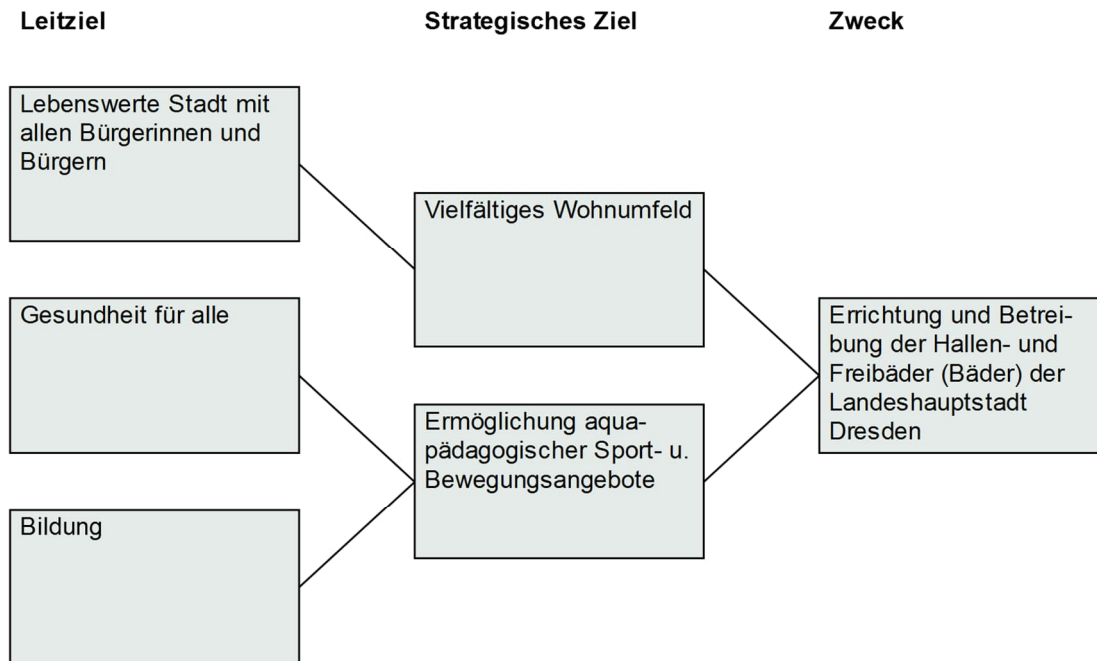 Leitziel
Strategisches Ziel
Zweck
Lebenswerte Stadt mit
allen Bürgerinnen und
Bürgern
Gesundheit für alle
Bildung
Vielfältiges Wohnumfeld
Ermöglichung aqua-
pädagogischer Sport- u.
Bewegungsangebote
Errichtung und Betrei-
bung der Hallen- und
Freibäder (Bäder) der
Landeshauptstadt
Dresden